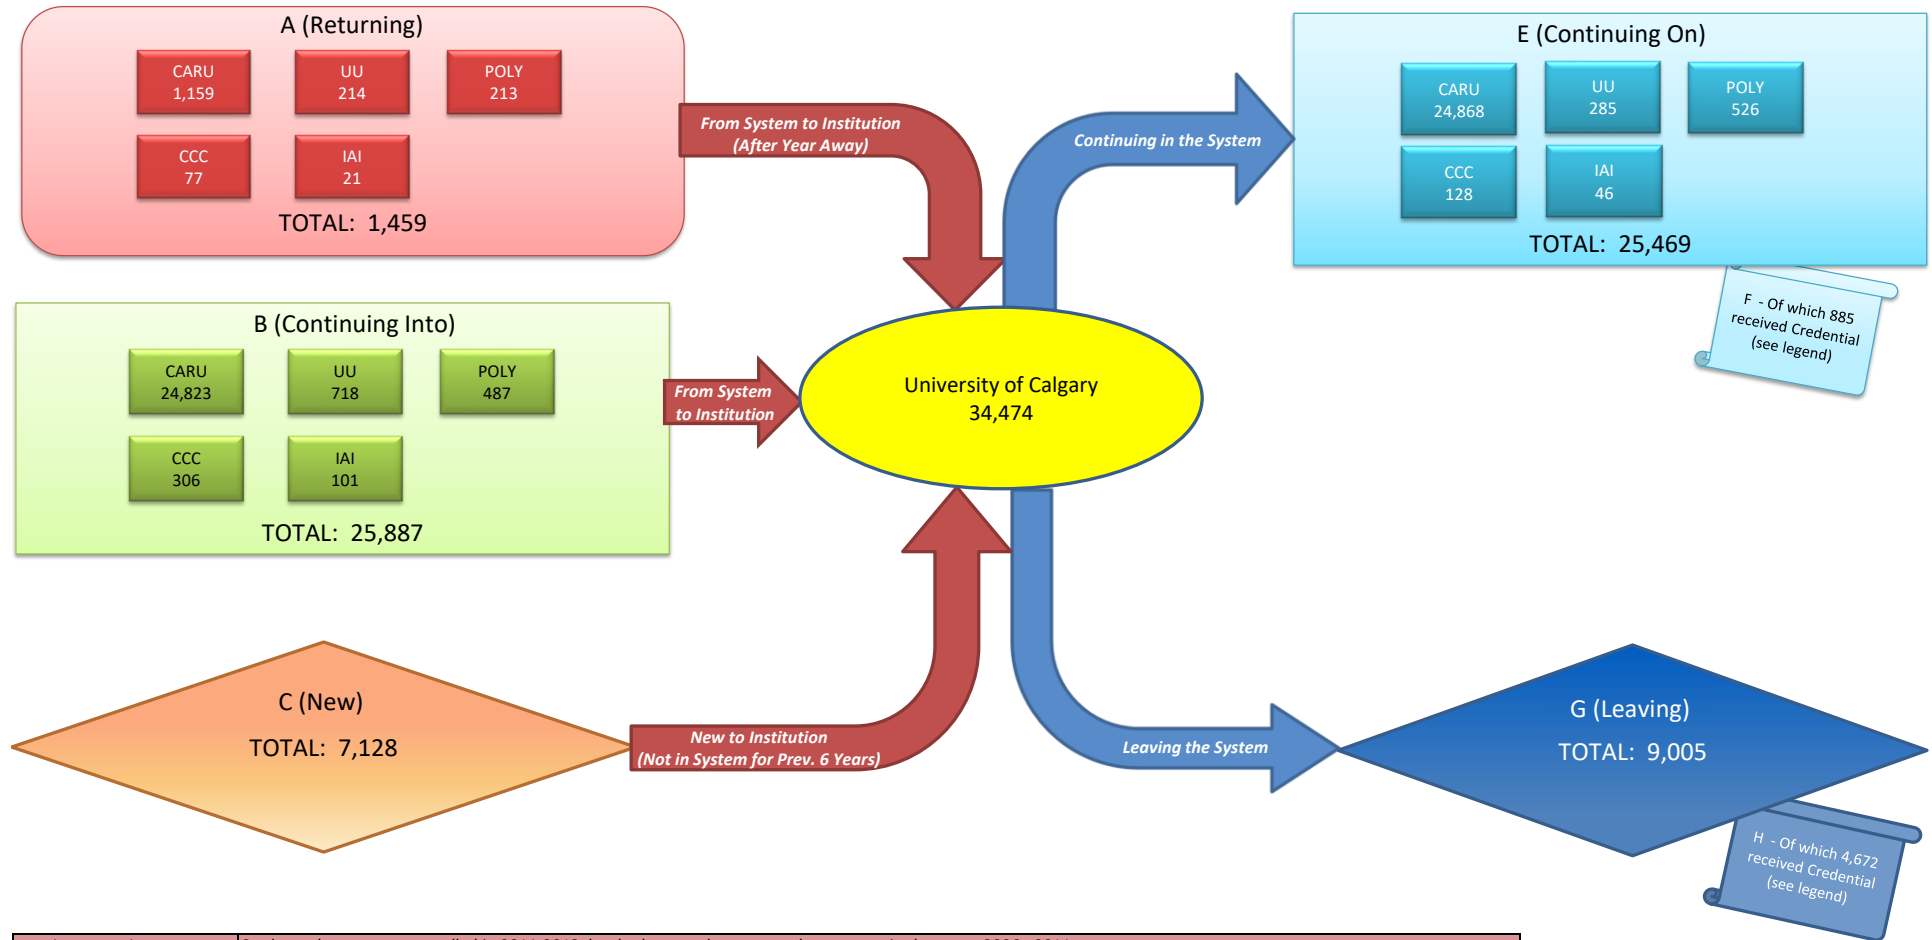 A (Returning)
CARU
1,159
UU
214
POLY
213
CCC
77
IAI
21
TOTAL: 1,459
From System to Institution
(After Year Away)
Continuing in the System
E (Continuing On)
CARU
24,868
UU
285
POLY
526
CCC
128
IAI
46
TOTAL: 25,469
F - Of which 885
received Credential
(see legend)
B (Continuing Into)
CARU
24,823
UU
718
POLY
487
CCC
306
IAI
101
TOTAL: 25,887
From System
to Institution
University of Calgary
34,474
C (New)
TOTAL: 7,128
New to Institution
(Not in System for Prev. 6 Years)
Leaving the System
G (Leaving)
TOTAL: 9,005
H - Of which 4,672
received Credential
(see legend)